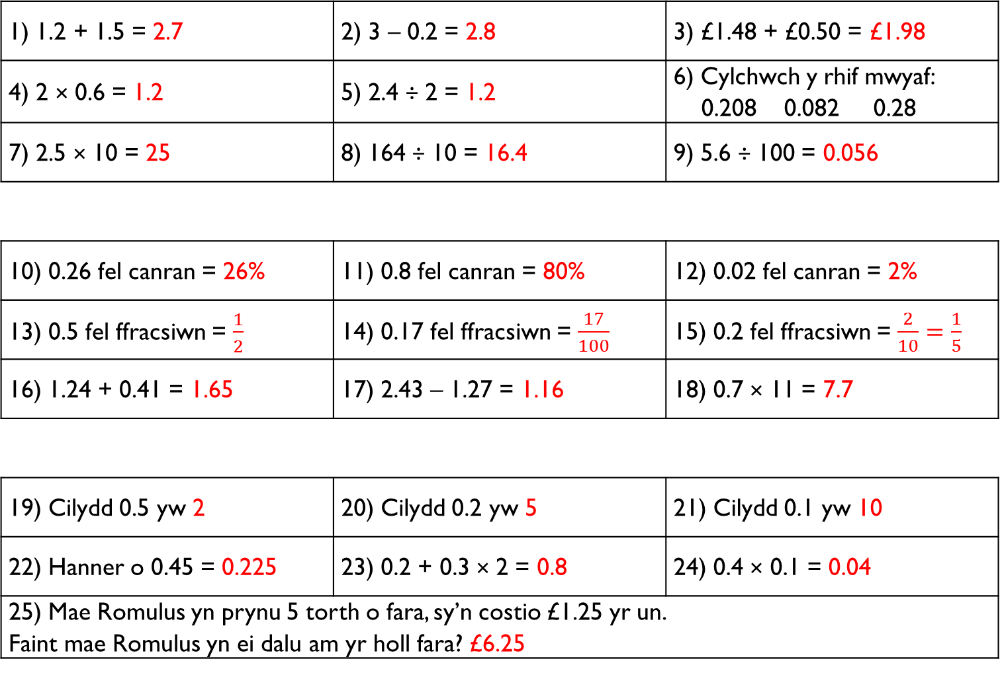 1) 1.2 + 1.5 = 2.7
2) 3 – 0.2 = 2.8
3) £1.48 + £0.50 = £1.98
4) 2 × 0.6 = 1.2
5) 2.4 ÷ 2 = 1.2
6) Cylchwch y rhif mwyaf:
0.208 0.082 0.28
7) 2.5 × 10 = 25
8) 164 ÷ 10 = 16.4
9) 5.6 ÷ 100 = 0.056
10) 0.26 fel canran = 26%
11) 0.8 fel canran = 80%
12) 0.02 fel canran = 2%
13) 0.5 fel ffracsiwn = 1/2
14) 0.17 fel ffracsiwn = 17/100
15) 0.2 fel ffracsiwn = 2/10 = 1/5
16) 1.24 + 0.41 = 1.65
17) 2.43 – 1.27 = 1.16
18) 0.7 × 11 = 7.7
19) Cilydd 0.5 yw 2
20) Cilydd 0.2 yw 5
21) Cilydd 0.1 yw 10
22) Hanner o 0.45 = 0.225
23) 0.2 + 0.3 × 2 = 0.8
24) 0.4 × 0.1 = 0.04
25) Mae Romulus yn prynu 5 torth o fara, sy’n costio £1.25 yr un.
Faint mae Romulus yn ei dalu am yr holl fara? £6.25